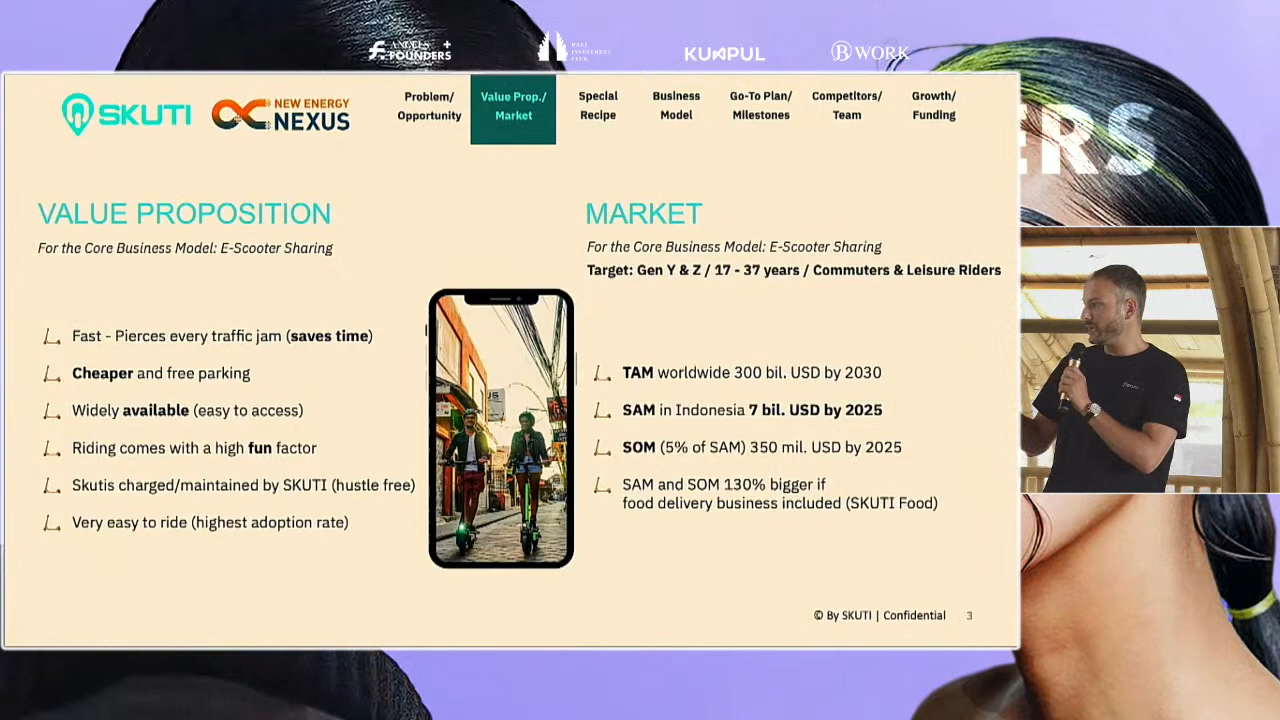 ANGELS +
FOUNDERS
BALI
INVESTMENT
CLUB
KUMPUL
B WORK
ERS
SKUTI
NEW ENERGY
NEXUS
Problem/
Opportunity
Value Prop./
Market
Special
Recipe
Business
Model
Go-To Plan/
Milestones
Competitors/
Team
Growth/
Funding
VALUE PROPOSITION
For the Core Business Model: E-Scooter Sharing
Fast - Pierces every traffic jam (saves time)
Cheaper and free parking
Widely available (easy to access)
Riding comes with a high fun factor
Skutis charged/maintained by SKUTI (hustle free)
Very easy to ride (highest adoption rate)
MARKET
For the Core Business Model: E-Scooter Sharing
Target: Gen Y & Z / 17 - 37 years / Commuters & Leisure Riders
TAM worldwide 300 bil. USD by 2030
SAM in Indonesia 7 bil. USD by 2025
SOM (5% of SAM) 350 mil. USD by 2025
SAM and SOM 130% bigger if
food delivery business included (SKUTI Food)
© By SKUTI | Confidential 3